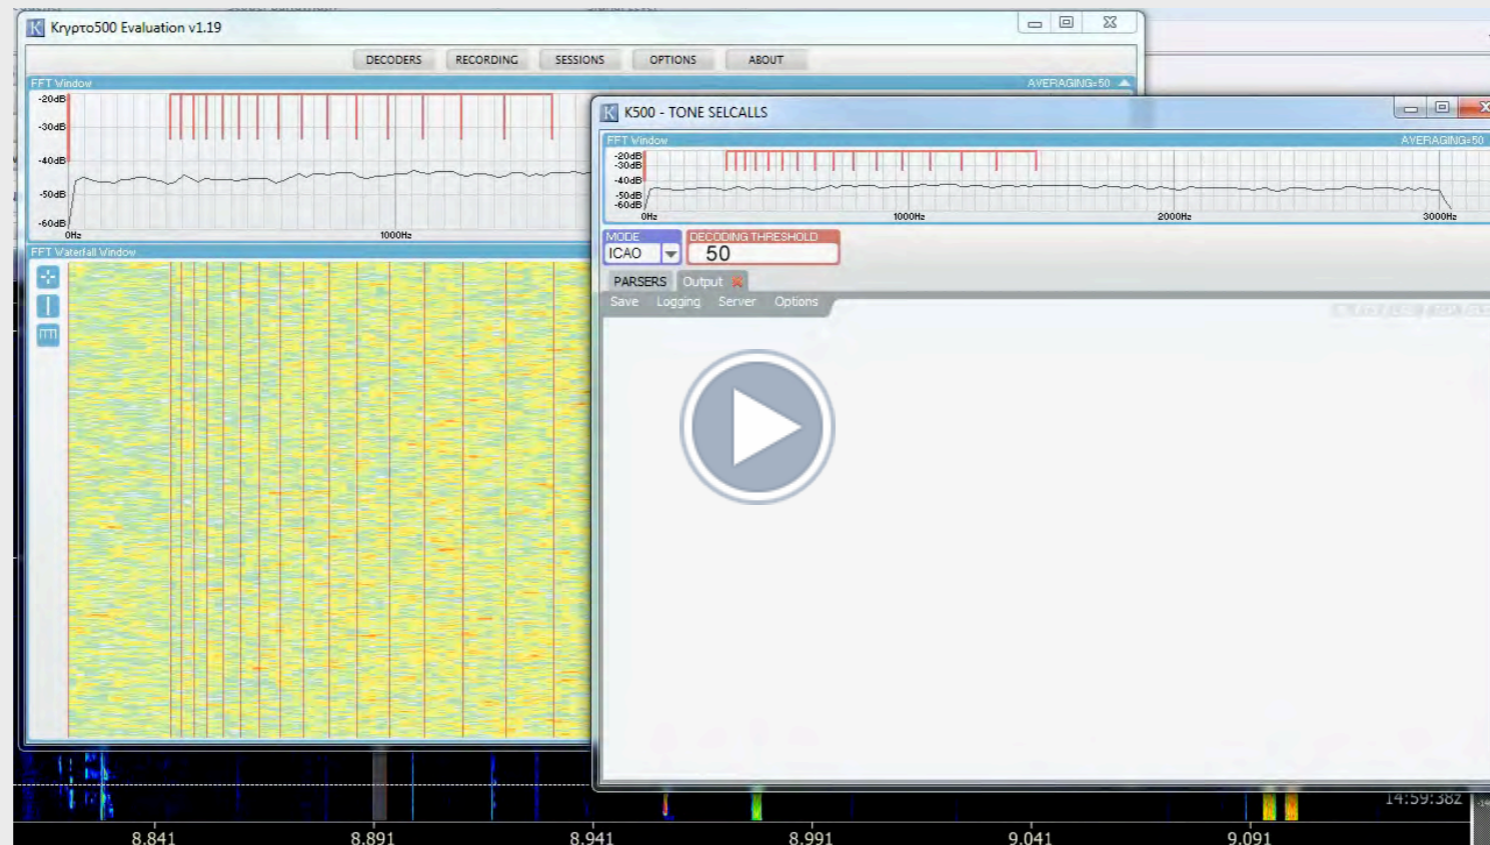 Krypto500 Evaluation v1.19
DECODERS RECORDING SESSIONS OPTIONS ABOUT
FFT Window AVERAGING=50
-20dB
-30dB
-40dB
-50dB
-60dB
0Hz 1000Hz
FFT Waterfall Window
K500 - TONE SELCALLS
FFT Window AVERAGING=50
-20dB
-30dB
-40dB
-50dB
-60dB
0Hz 1000Hz 2000Hz 3000Hz
MODE DECODING THRESHOLD
ICAO 50
PARSERS Output
Save Logging Server Options
14:59:38Z
8.841 8.891 8.941 8.991 9.041 9.091